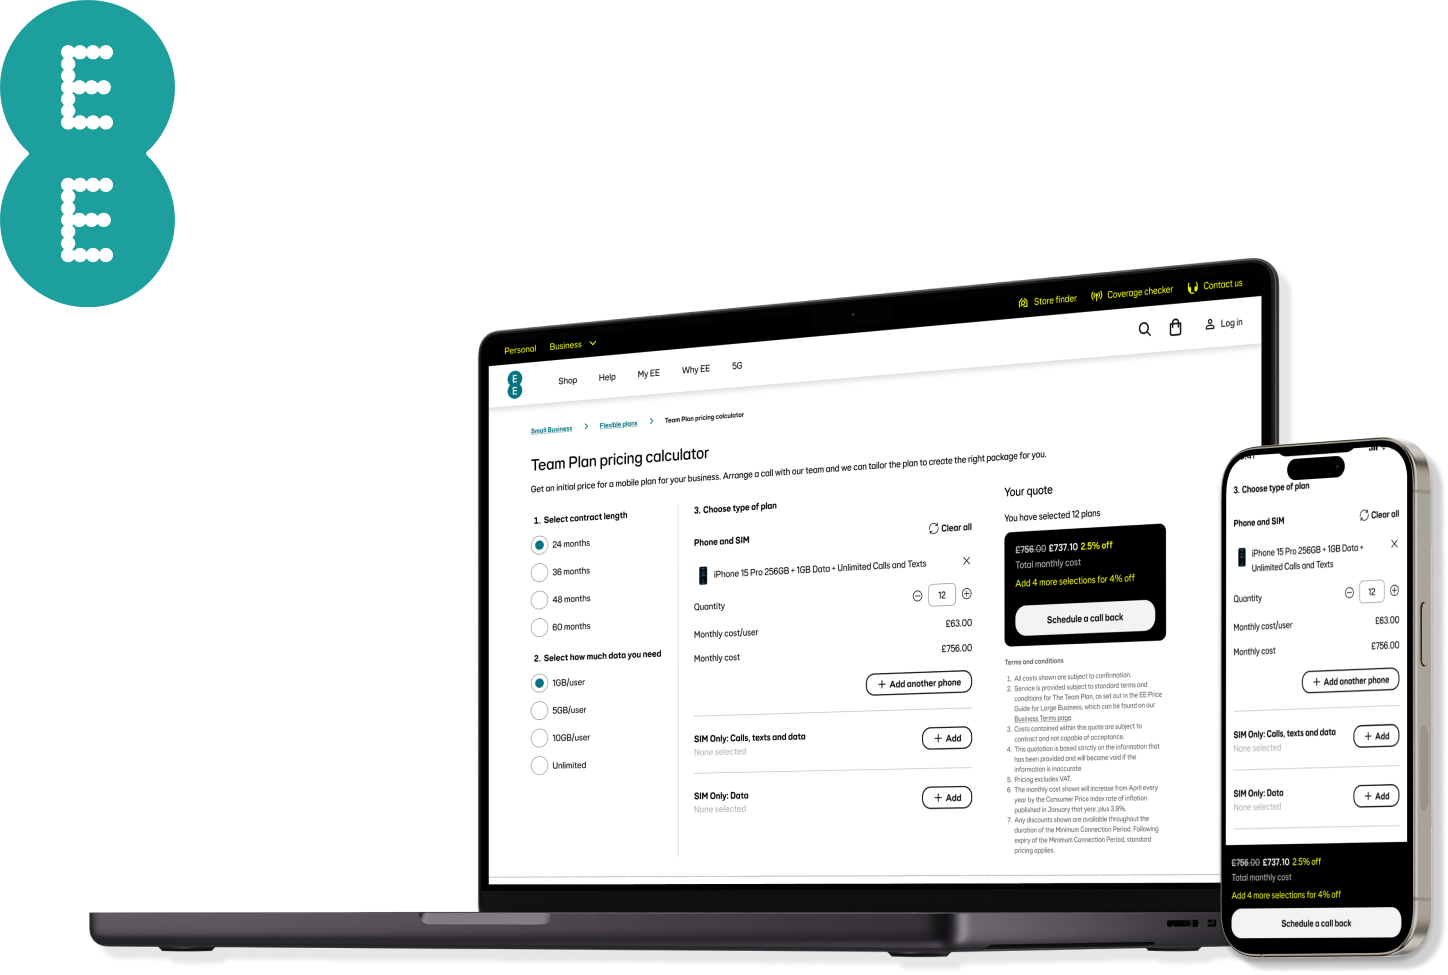 E
E
Personal Business
Store finder Coverage checker Contact us
E
E
Shop Help My EE Why EE 5G
Log in
Small Business > Flexible plans > Team Plan pricing calculator
Team Plan pricing calculator
Get an initial price for a mobile plan for your business. Arrange a call with our team and we can tailor the plan to create the right package for you.
1. Select contract length
24 months
36 months
48 months
60 months
2. Select how much data you need
1GB/user
5GB/user
10GB/user
Unlimited
3. Choose type of plan
Clear all
Phone and SIM
iPhone 15 Pro 256GB + 1GB Data + Unlimited Calls and Texts
Quantity 12
Monthly cost/user £63.00
Monthly cost £756.00
+ Add another phone
SIM Only: Calls, texts and data
None selected
+ Add
SIM Only: Data
None selected
+ Add
Your quote
You have selected 12 plans
£756.00 £737.10 2.5% off
Total monthly cost
Add 4 more selections for 4% off
Schedule a call back
Terms and conditions
1. All costs shown are subject to confirmation.
2. Service is provided subject to standard terms and
conditions for The Team Plan, as set out in the EE Price
Guide for Large Business, which can be found on our
Business Terms page.
3. Costs contained within this quote are subject to
contract and not capable of acceptance.
4. This quotation is based strictly on the information that
has been provided and will become void if the
information is inaccurate.
5. Pricing excludes VAT.
6. The monthly cost shown will increase from April every
year by the Consumer Price Index rate of inflation
published in January that year, plus 3.9%.
7. Any discounts shown are available throughout the
duration of the Minimum Connection Period. Following
expiry of the Minimum Connection Period, standard
pricing applies.
3. Choose type of plan
Phone and SIM
Clear all
iPhone 15 Pro 256GB + 1GB Data +
Unlimited Calls and Texts
Quantity 12
Monthly cost/user £63.00
Monthly cost £756.00
+ Add another phone
SIM Only: Calls, texts and data
None selected
+ Add
SIM Only: Data
None selected
+ Add
£756.00 £737.10 2.5% off
Total monthly cost
Add 4 more selections for 4% off
Schedule a call back